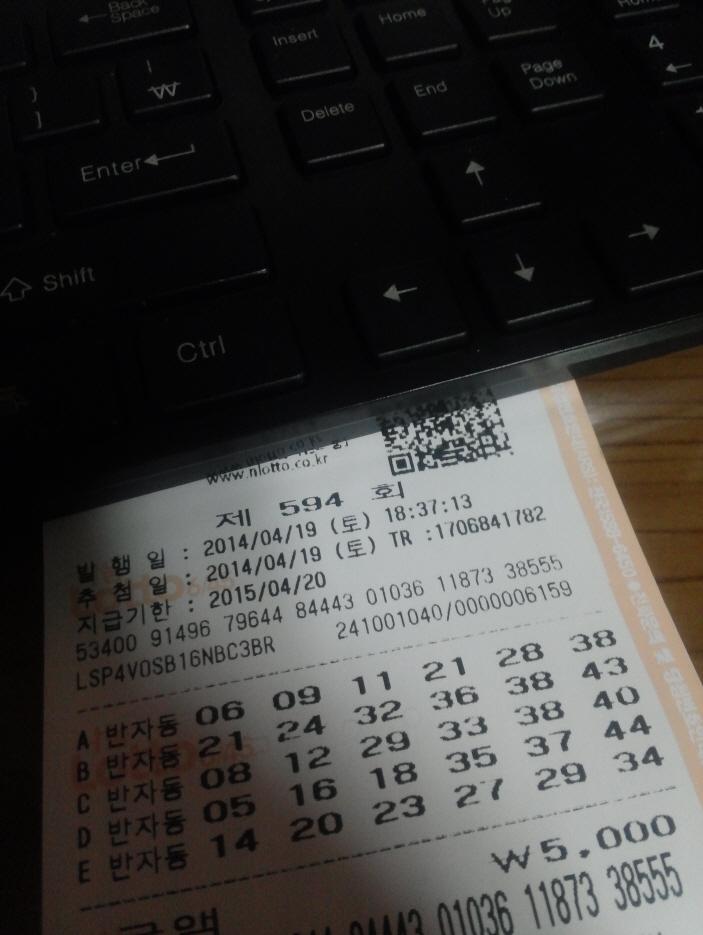 Back Space
Insert
Home
Up
}
]
|
₩
Delete
End
Page Down
4
Enter
Shift
Ctrl
www.nlotto.co.kr
제 594 회
발 행 일 : 2014/04/19 (토) 18:37:13
추 첨 일 : 2014/04/19 (토) TR :1706841782
지급기한 : 2015/04/20
53400 91496 79644 84443 01036 11873 38555
LSP4V0SB16NBC3BR 241001040/0000006159
A 반자동 06 09 11 21 28 38
B 반자동 21 24 32 36 38 43
C 반자동 08 12 29 33 38 40
D 반자동 05 16 18 35 37 44
E 반자동 14 20 23 27 29 34
₩5,000
금액
84443 01036 11873 38555